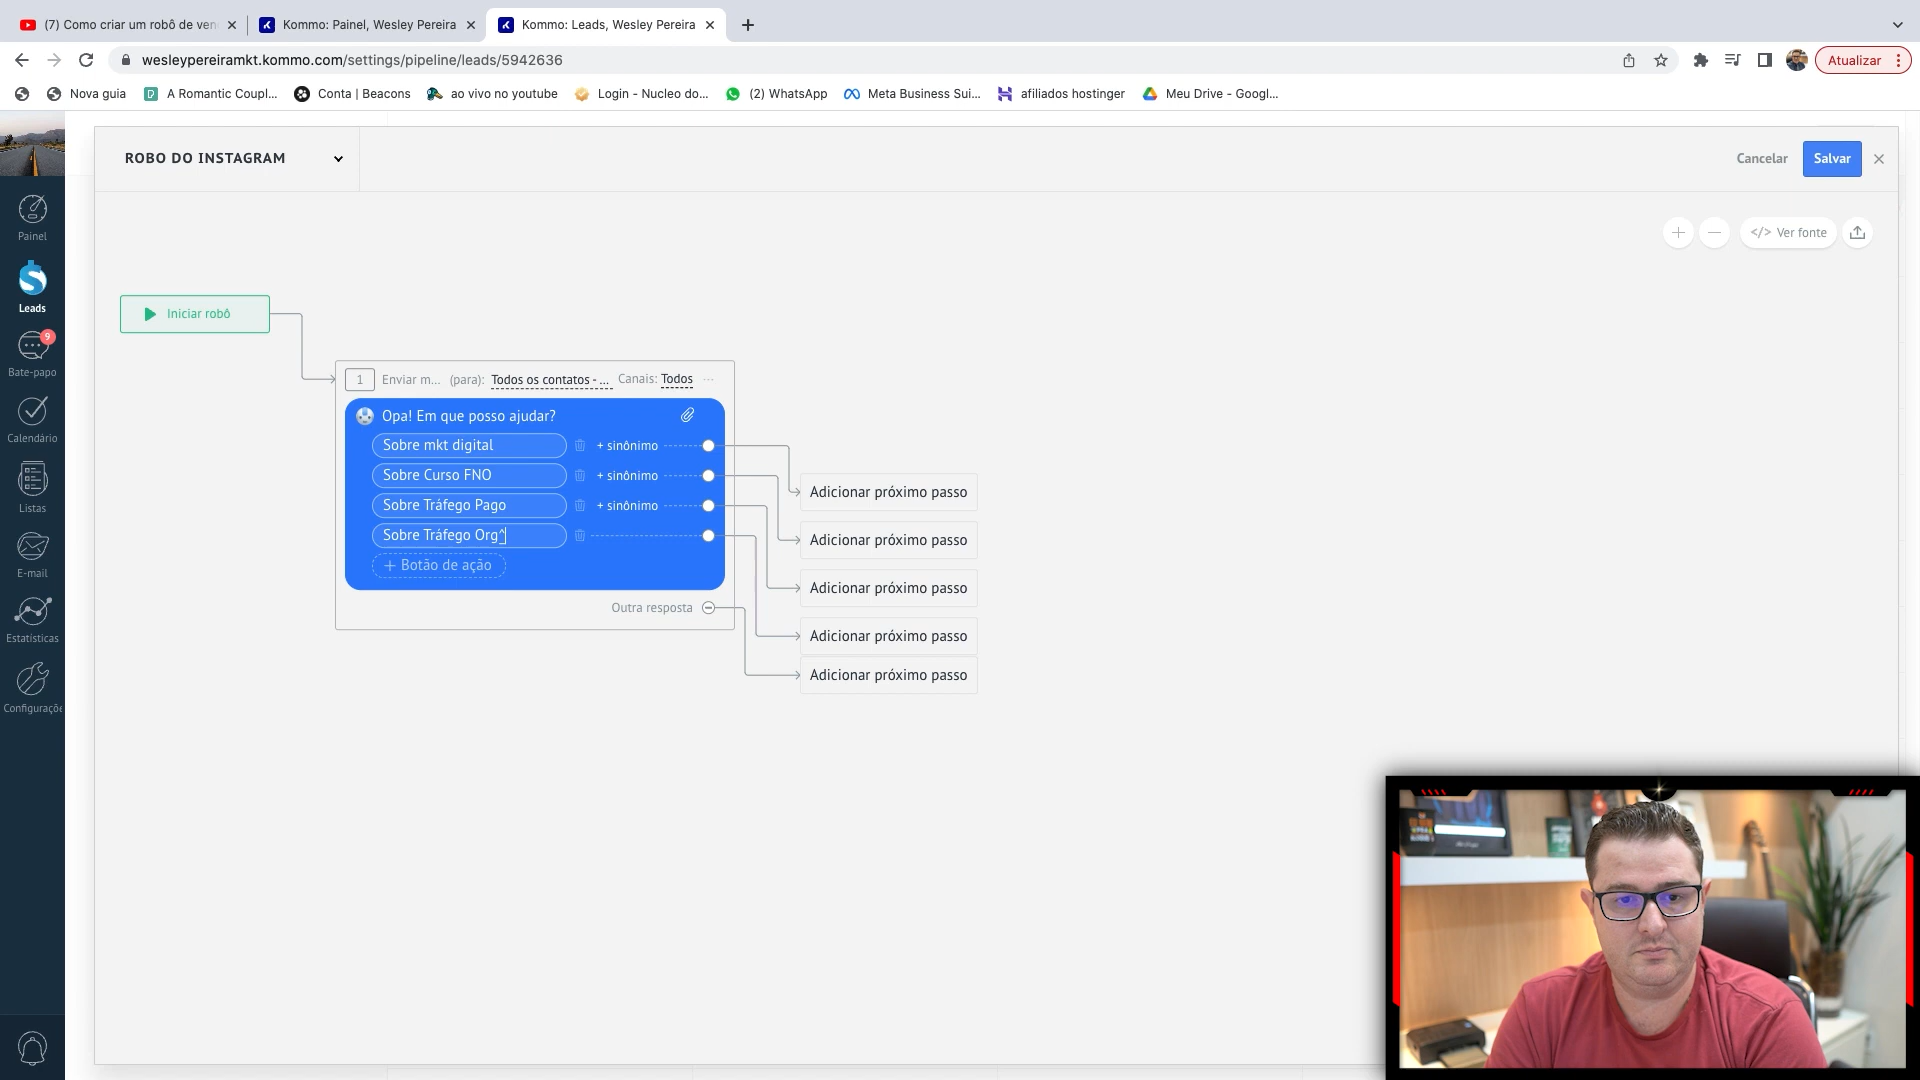 (7) Como criar um robô de ven
Kommo: Painel, Wesley Pereira
Kommo: Leads, Wesley Pereira
wesleypereiramkt.kommo.com/settings/pipeline/leads/5942636
Atualizar
Nova guia
A Romantic Coupl...
Conta | Beacons
ao vivo no youtube
Login - Nucleo do...
(2) WhatsApp
Meta Business Sui...
afiliados hostinger
Meu Drive - Googl...
ROBO DO INSTAGRAM
Cancelar
Salvar
</> Ver fonte
Painel
Leads
9
Bate-papo
Calendário
Listas
E-mail
Estatísticas
Configuraçõe
Iniciar robô
1 Enviar m... (para): Todos os contatos - ... Canais: Todos ...
Opa! Em que posso ajudar?
Sobre mkt digital + sinônimo
Sobre Curso FNO + sinônimo
Sobre Tráfego Pago + sinônimo
Sobre Tráfego Org^
+ Botão de ação
Outra resposta
Adicionar próximo passo
Adicionar próximo passo
Adicionar próximo passo
Adicionar próximo passo
Adicionar próximo passo